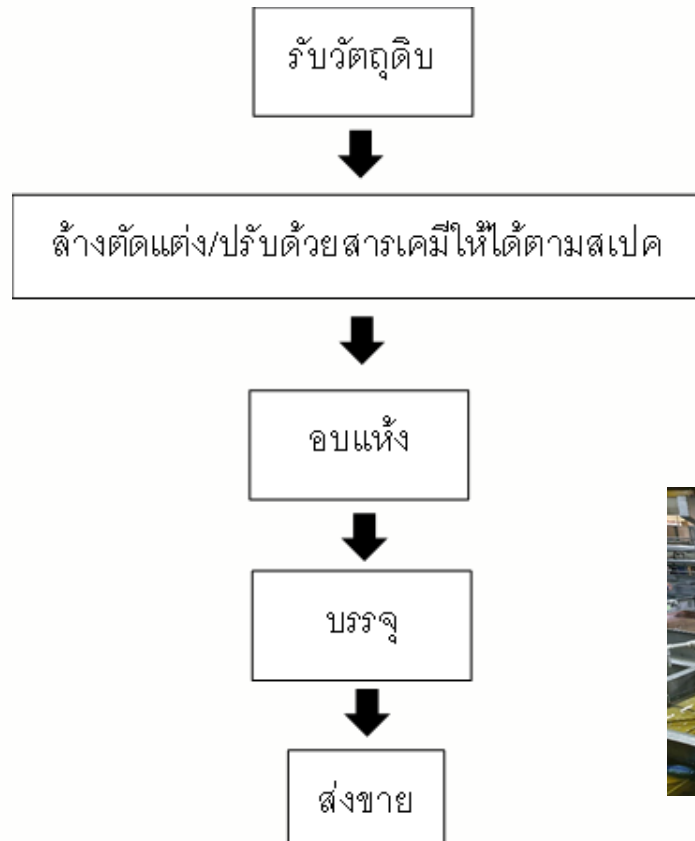 รับวัตถุดิบ
ล้างตัดแต่ง/ปรับด้วยสารเคมีให้ได้ตามสเปค
อบแห้ง
บรรจุ
ส่งขาย